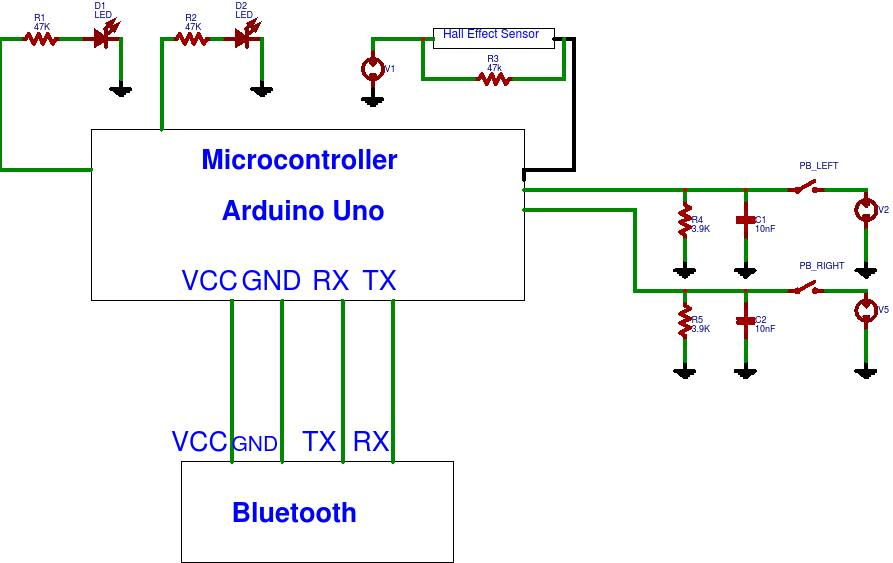 R1
47K
D1
LED
R2
47K
D2
LED
Hall Effect Sensor
V1
R3
47k
Microcontroller
Arduino Uno
VCC GND RX TX
PB_LEFT
R4
3.9K
C1
10nF
V2
PB_RIGHT
R5
3.9K
C2
10nF
V5
VCC GND TX RX
Bluetooth